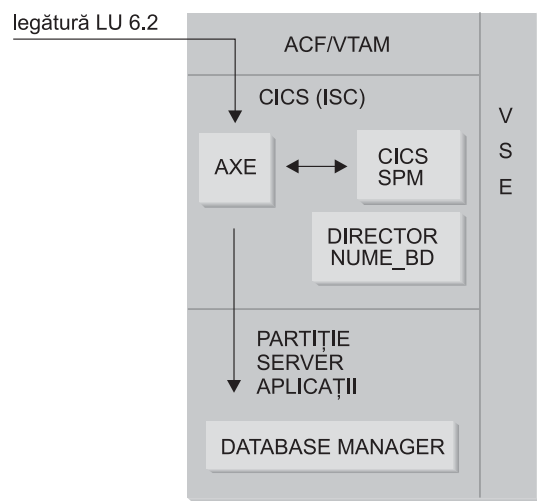 legătură LU 6.2
ACF/VTAM
CICS (ISC)
V
S
E
AXE
CICS
SPM
DIRECTOR
NUME_BD
PARTIȚIE
SERVER
APLICAȚII
DATABASE MANAGER